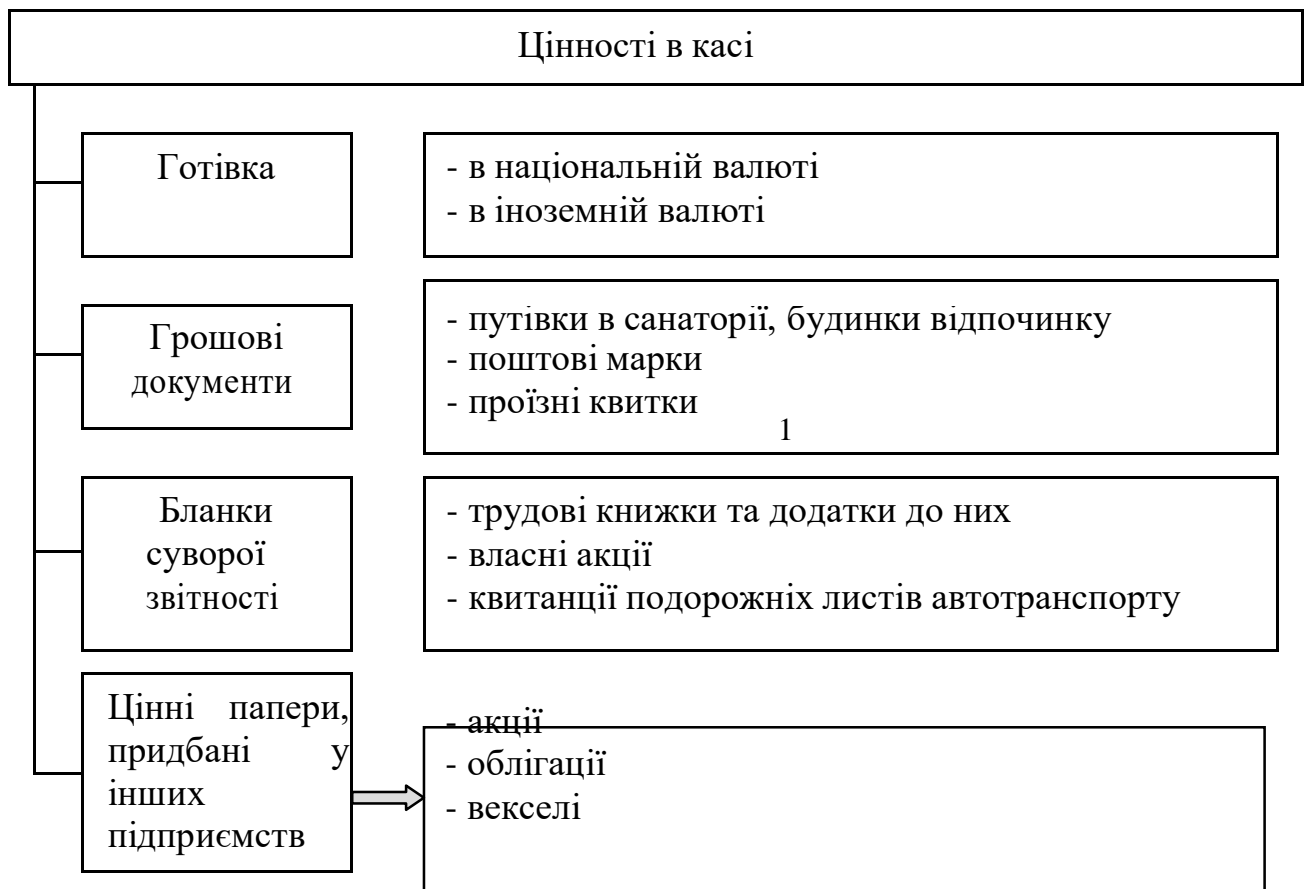 Цінності в касі
Готівка
- в національній валюті
- в іноземній валюті
Грошові
документи
- путівки в санаторії, будинки відпочинку
- поштові марки
- проїзні квитки
1
Бланки
суворої
звітності
- трудові книжки та додатки до них
- власні акції
- квитанції подорожніх листів автотранспорту
Цінні папери,
придбані у
інших
підприємств
- акції
- облігації
- векселі